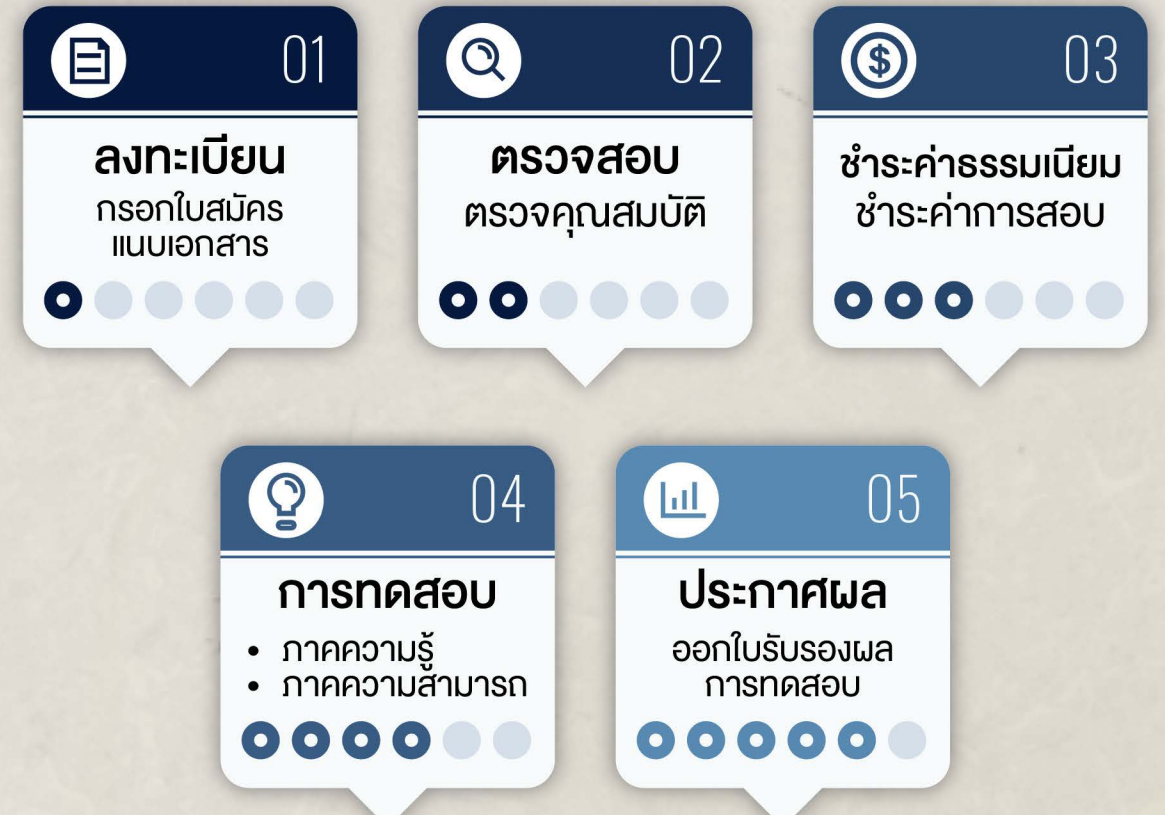 01
ลงทะเบียน
กรอกใบสมัคร
แนบเอกสาร
02
ตรวจสอบ
ตรวจคุณสมบัติ
03
ชำระค่าธรรมเนียม
ชำระค่าการสอบ
04
การทดสอบ
• ภาคความรู้
• ภาคความสามารถ
05
ประกาศผล
ออกใบรับรองผล
การทดสอบ